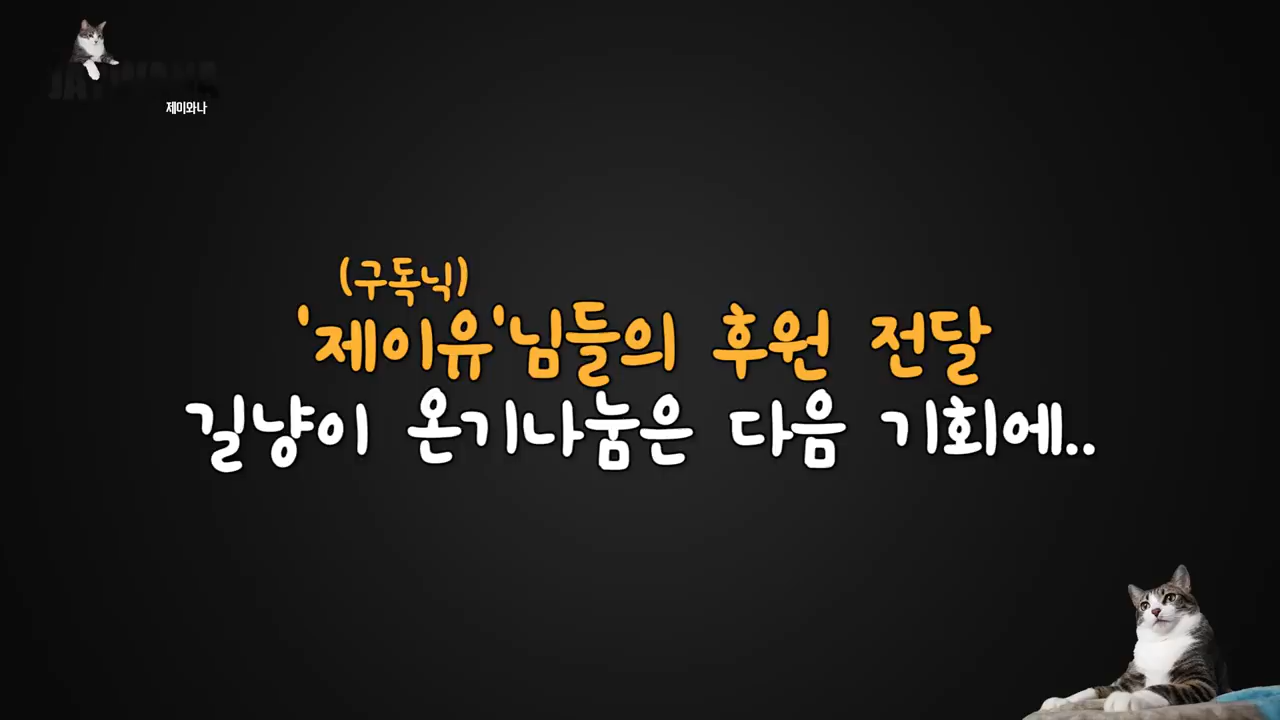 제이와나
(구독닉)
'제이유'님들의 후원 전달
길냥이 온기나눔은 다음 기회에..